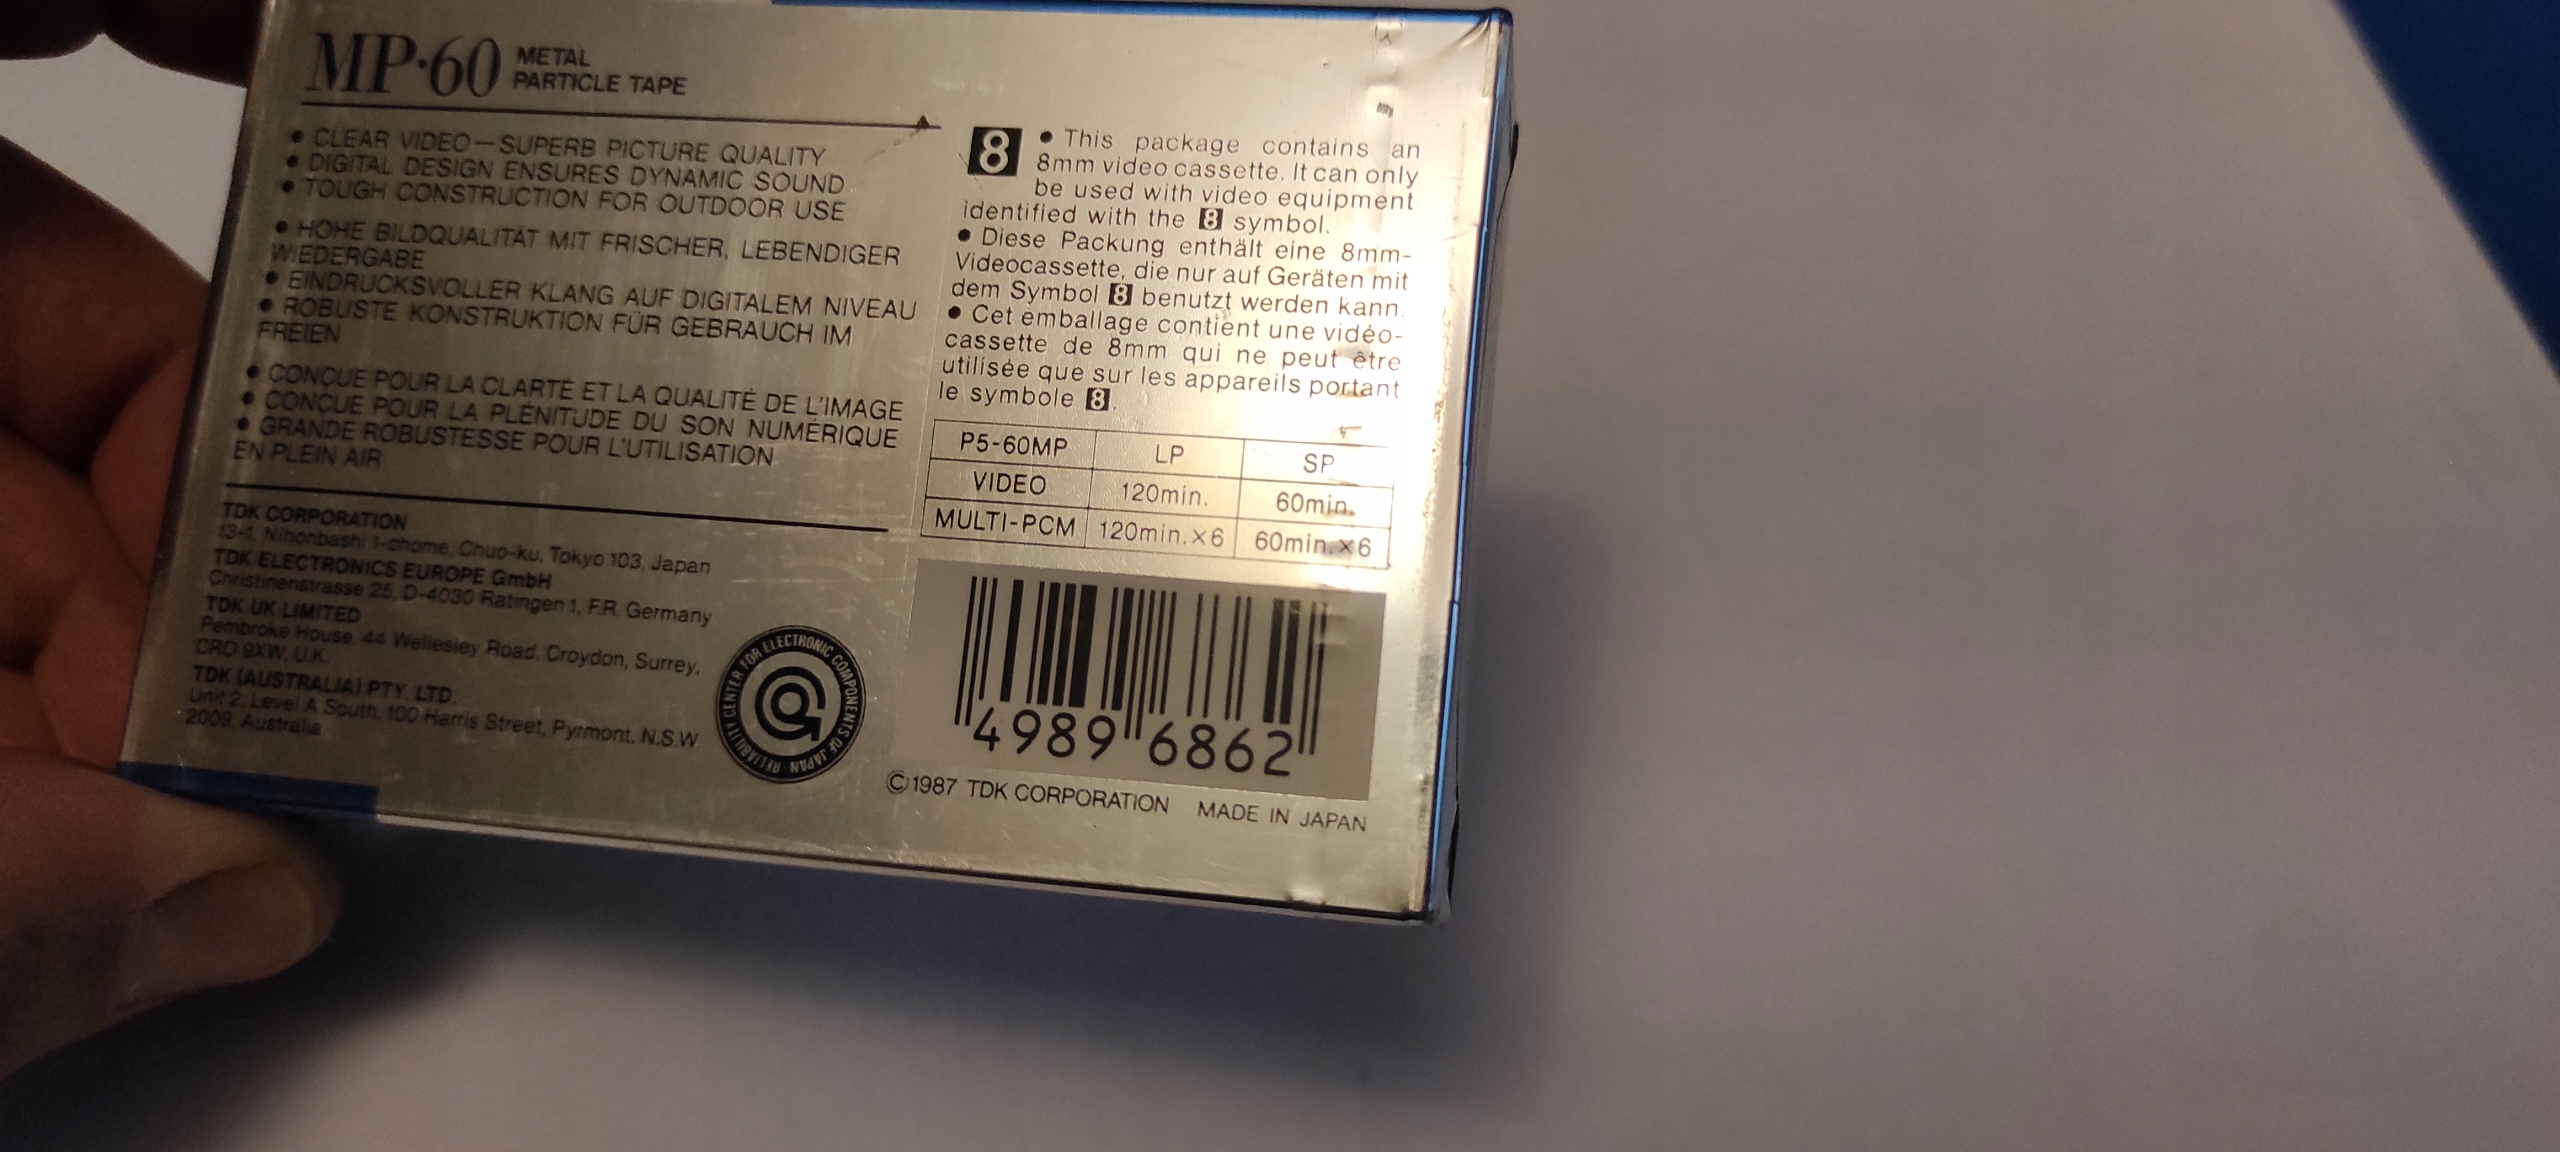 MP·60 METAL
PARTICLE TAPE
● CLEAR VIDEO—SUPERB PICTURE QUALITY
● DIGITAL DESIGN ENSURES DYNAMIC SOUND
● TOUGH CONSTRUCTION FOR OUTDOOR USE
● HOHE BILDQUALITÄT MIT FRISCHER, LEBENDIGER
WIEDERGABE
● EINDRUCKSVOLLER KLANG AUF DIGITALEM NIVEAU
● ROBUSTE KONSTRUKTION FÜR GEBRAUCH IM
FREIEN
● CONÇUE POUR LA CLARTÉ ET LA QUALITÉ DE L'IMAGE
● CONÇUE POUR LA PLÉNITUDE DU SON NUMÉRIQUE
● GRANDE ROBUSTESSE POUR L'UTILISATION
EN PLEIN AIR
TDK CORPORATION
13-1, Nihonbashi 1-chome, Chuo-ku, Tokyo 103, Japan
TDK ELECTRONICS EUROPE GmbH
Christinenstrasse 25, D-4030 Ratingen 1, F.R. Germany
TDK UK LIMITED
Pembroke House, 44 Wellesley Road, Croydon, Surrey,
CRO 9XW, U.K.
TDK (AUSTRALIA) PTY. LTD.
Unit 2, Level A South, 100 Harris Street, Pyrmont, N.S.W.
2009, Australia
RELIABILITY CENTER FOR ELECTRONIC COMPONENTS OF JAPAN
8 ● This package contains an
8mm video cassette. It can only
be used with video equipment
identified with the 8 symbol.
● Diese Packung enthält eine 8mm-
Videocassette, die nur auf Geräten mit
dem Symbol 8 benutzt werden kann.
● Cet emballage contient une vidéo-
cassette de 8mm qui ne peut être
utilisée que sur les appareils portant
le symbole 8.
P5-60MP LP SP
VIDEO 120min. 60min.
MULTI-PCM 120min.×6 60min.×6
4989 6862
©1987 TDK CORPORATION MADE IN JAPAN